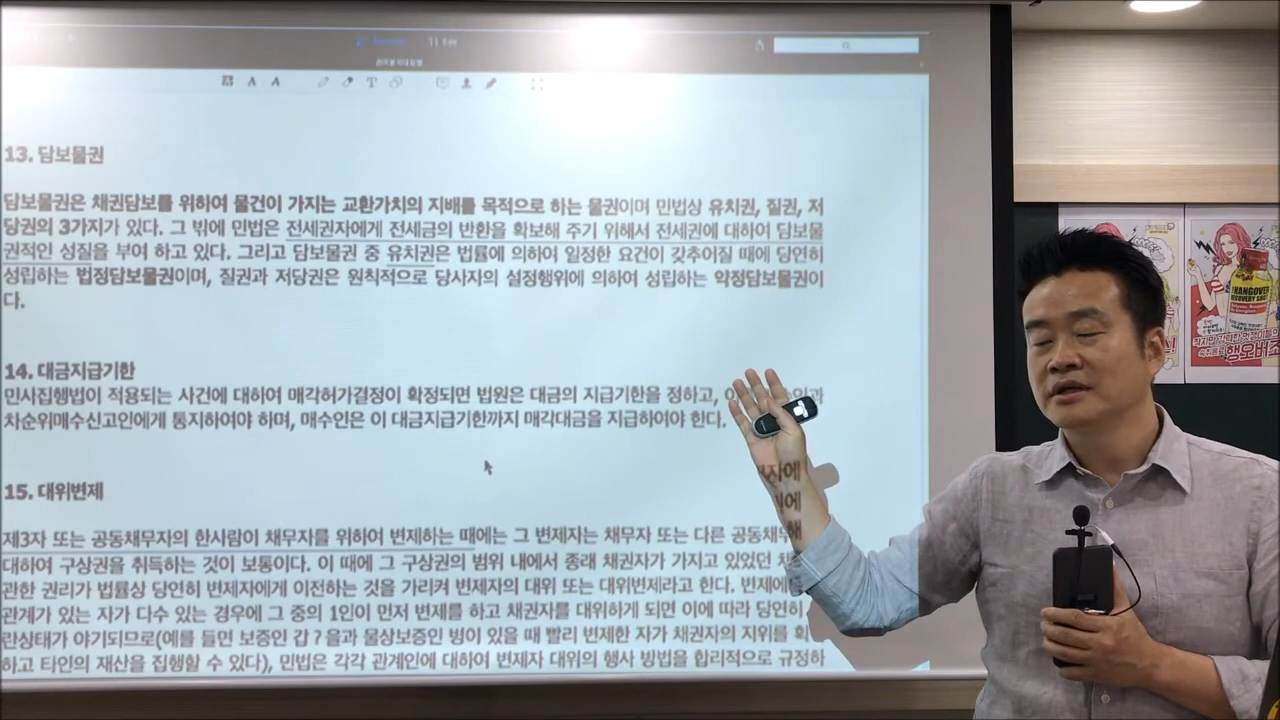 13. 담보물권
담보물권은 채권담보를 위하여 물건이 가지는 교환가치의 지배를 목적으로 하는 물권이며 민법상 유치권, 질권, 저
당권의 3가지가 있다. 그 밖에 민법은 전세권자에게 전세금의 반환을 확보해 주기 위해서 전세권에 대하여 담보물
권적인 성질을 부여 하고 있다. 그리고 담보물권 중 유치권은 법률에 의하여 일정한 요건이 갖추어질 때에 당연히
성립하는 법정담보물권이며, 질권과 저당권은 원칙적으로 당사자의 설정행위에 의하여 성립하는 약정담보물권이
다.
14. 대금지급기한
민사집행법이 적용되는 사건에 대하여 매각허가결정이 확정되면 법원은 대금의 지급기한을 정하고,
차순위매수신고인에게 통지하여야 하며, 매수인은 이 대금지급기한까지 매각대금을 지급하여야 한다.
15. 대위변제
제3자 또는 공동채무자의 한사람이 채무자를 위하여 변제하는 때에는 그 변제자는 채무자 또는 다른 공동채무
대하여 구상권을 취득하는 것이 보통이다. 이 때에 그 구상권의 범위 내에서 종래 채권자가 가지고 있었던
관한 권리가 법률상 당연히 변제자에게 이전하는 것을 가리켜 변제자의 대위 또는 대위변제라고 한다. 변제에
관계가 있는 자가 다수 있는 경우에 그 중의 1인이 먼저 변제를 하고 채권자를 대위하게 되면 이에 따라 당연히
란상태가 야기되므로(예를 들면 보증인 갑?을과 물상보증인 병이 있을 때 빨리 변제한 자가 채권자의 지위를
하고 타인의 재산을 집행할 수 있다), 민법은 각각 관계인에 대하여 변제자 대위의 행사 방법을 합리적으로 규정하
HANGOVER
RECOVERY